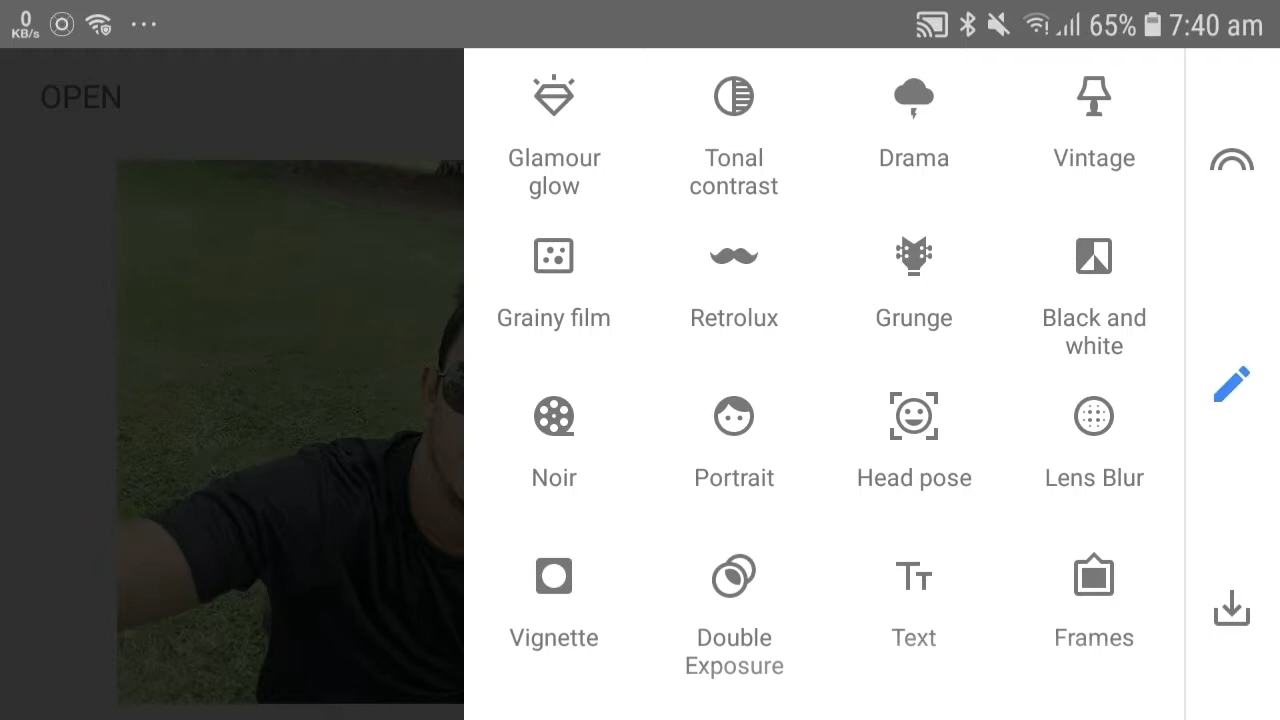 0
KB/s
65% 7:40 am
OPEN
Glamour
glow
Tonal
contrast
Drama
Vintage
Grainy film
Retrolux
Grunge
Black and
white
Noir
Portrait
Head pose
Lens Blur
Vignette
Double
Exposure
Text
Frames